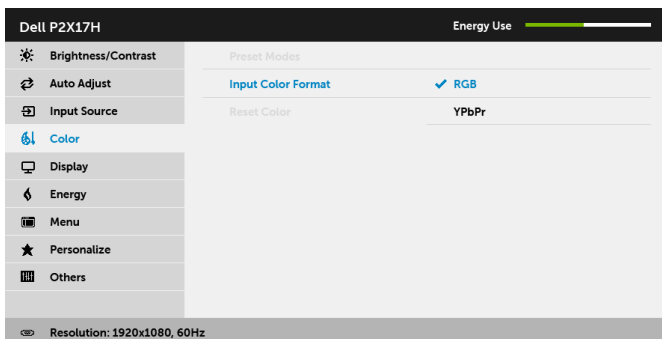 Dell P2X17H Energy Use
Brightness/Contrast Preset Modes
Auto Adjust Input Color Format RGB
Input Source Reset Color YPbPr
Color
Display
Energy
Menu
Personalize
Others
Resolution: 1920x1080, 60Hz